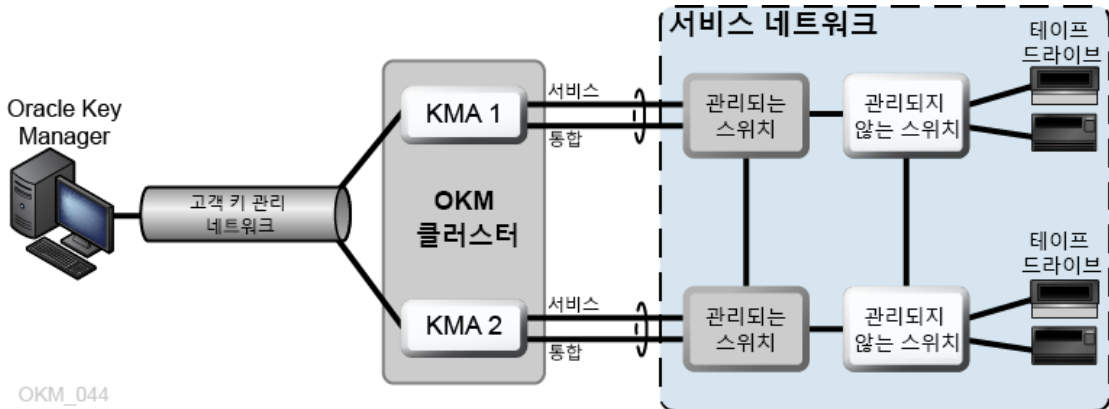 서비스 네트워크
테이프
드라이브
Oracle Key
Manager
고객 키 관리
네트워크
KMA 1
서비스
통합
관리되는
스위치
관리되지
않는 스위치
OKM
클러스터
KMA 2
서비스
통합
관리되는
스위치
관리되지
않는 스위치
테이프
드라이브
OKM_044